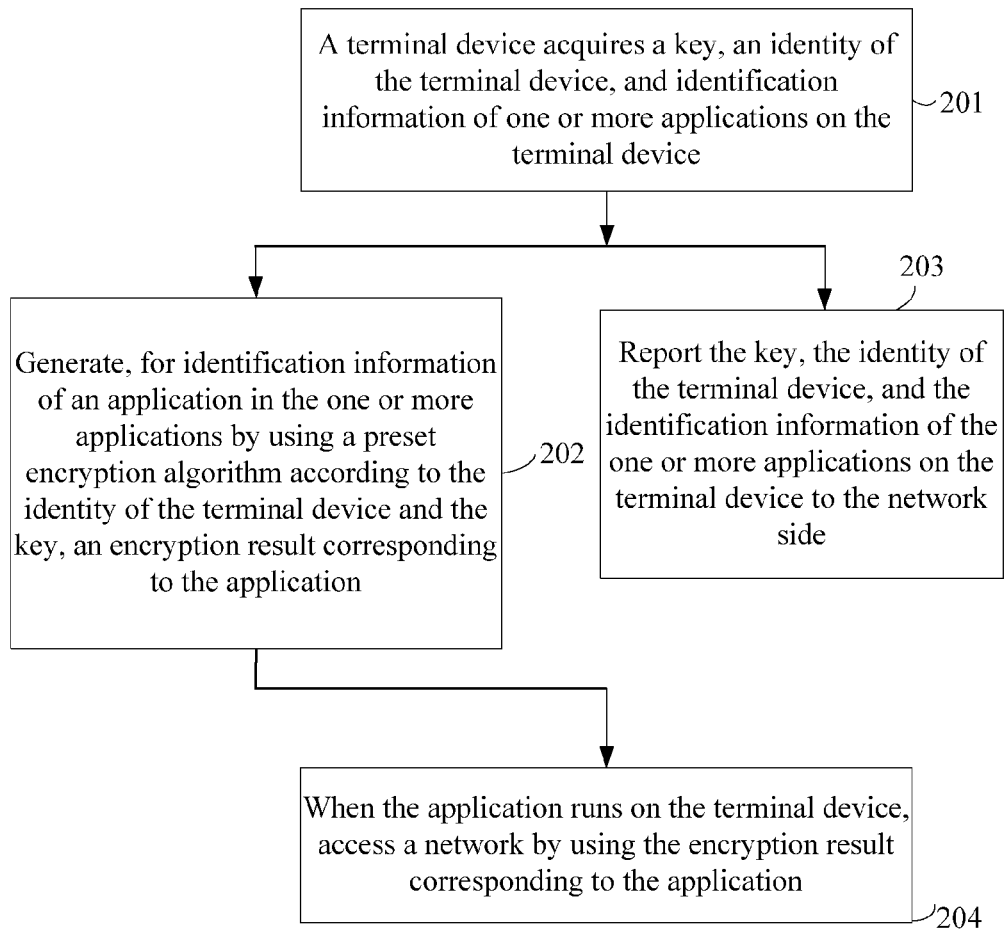 A terminal device acquires a key, an identity of
the terminal device, and identification
information of one or more applications on the
terminal device
201
203
Generate, for identification information
of an application in the one or more
applications by using a preset
encryption algorithm according to the
identity of the terminal device and the
key, an encryption result corresponding
to the application
202
Report the key, the identity of
the terminal device, and the
identification information of the
one or more applications on the
terminal device to the network
side
When the application runs on the terminal device,
access a network by using the encryption result
corresponding to the application
204